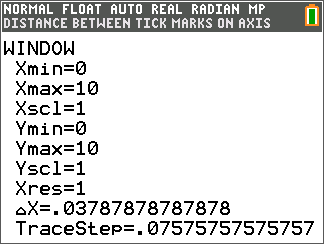 NORMAL FLOAT AUTO REAL RADIAN MP
DISTANCE BETWEEN TICK MARKS ON AXIS
WINDOW
Xmin=0
Xmax=10
Xscl=1
Ymin=0
Ymax=10
Yscl=1
Xres=1
△X=.03787878787878
TraceStep=.07575757575757